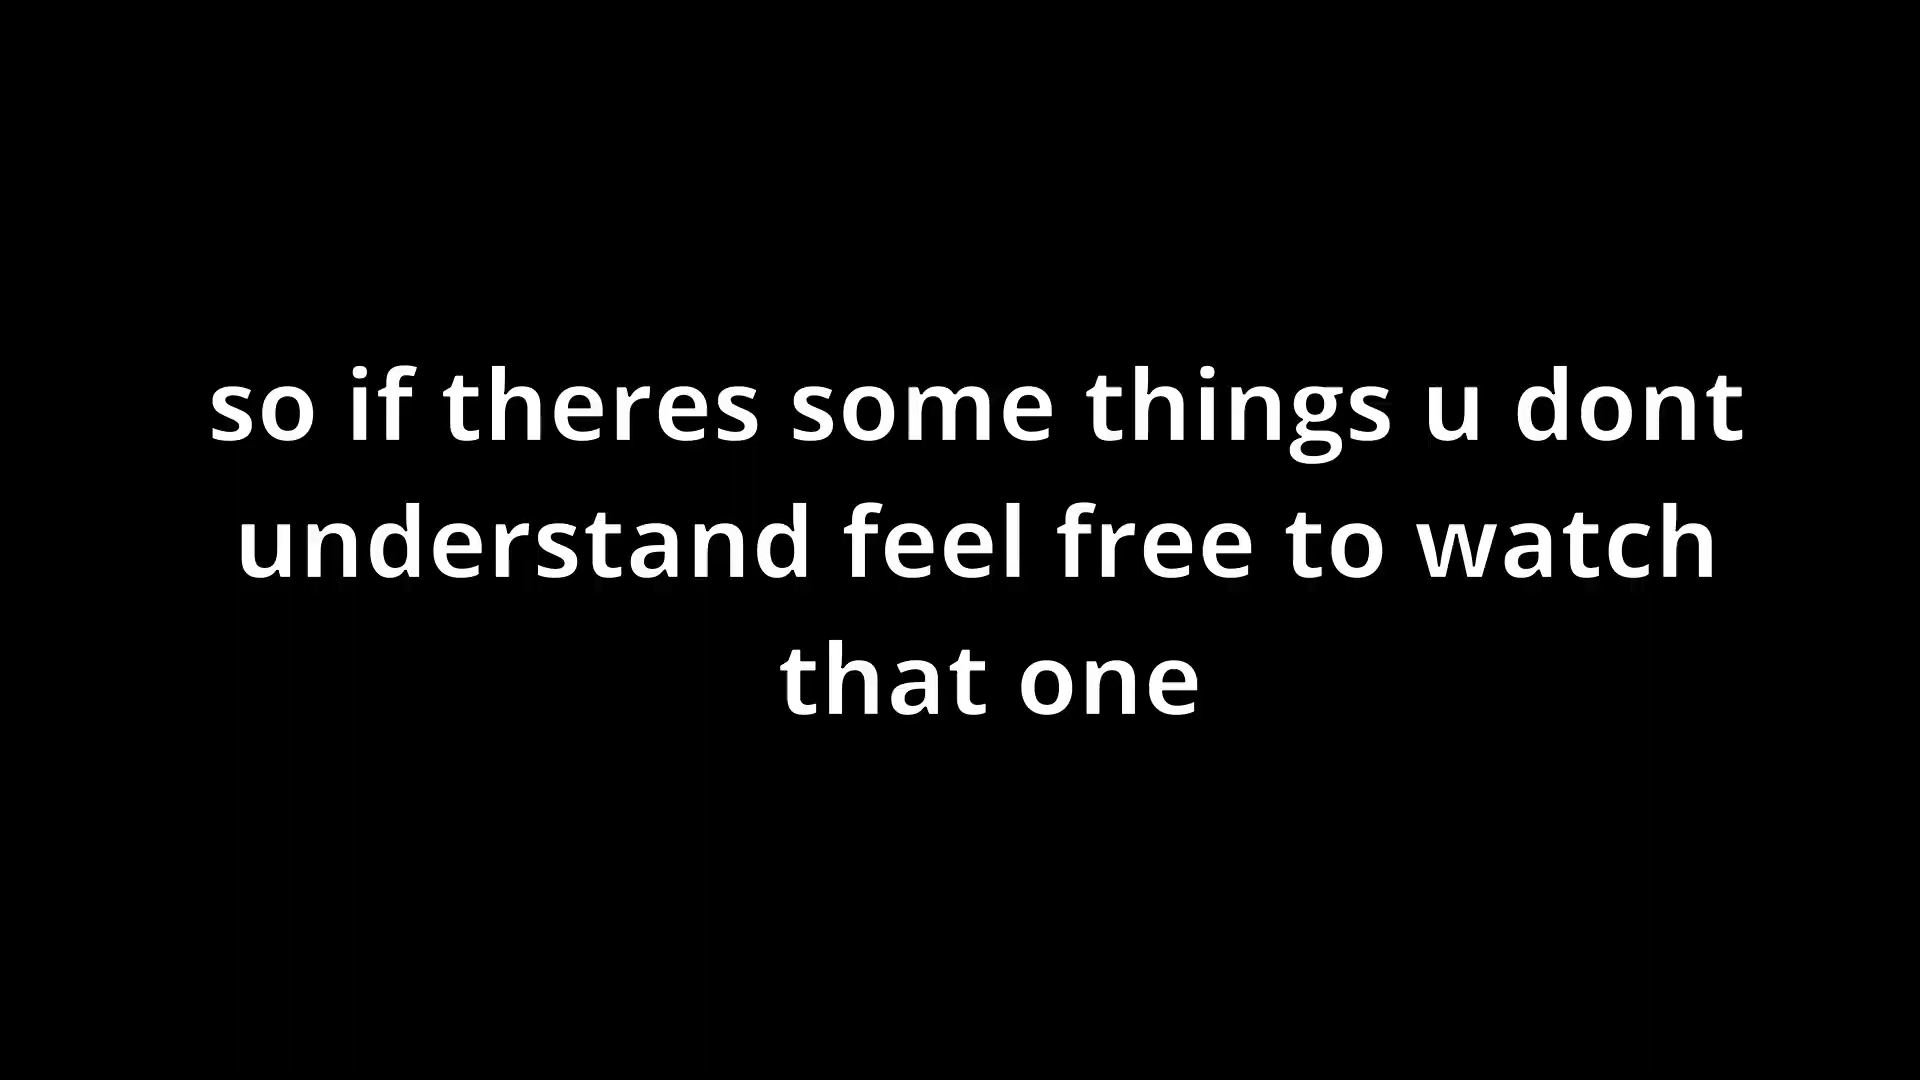 so if theres some things u dont
understand feel free to watch
that one